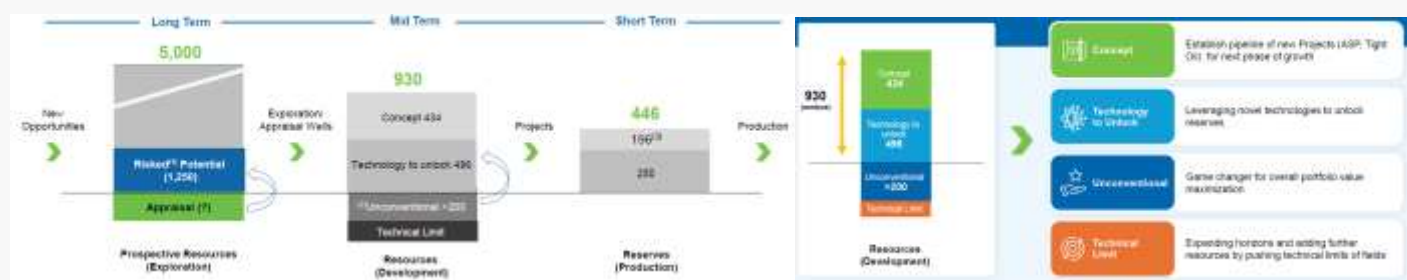 Long Term
Mid Term
Short Term
5,000
930
446
New
Opportunities
Risked(1) Potential
(1,250)
Appraisal (?)
Prospective Resources
(Exploration)
Exploration/
Appraisal Wells
Concept 434
Technology to unlock 496
Unconventional >200
Technical Limit
Resources
(Development)
Projects
Reserves
(Production)
Production
930
Concept
434
Technology to
unlock
496
Unconventional
>200
Technical Limit
Resources
(Development)
Concept
Establish pipeline of new Projects (ASP, Tight
Oil) for next phase of growth
Technology
to Unlock
Leveraging novel technologies to unlock
reserves
Unconventional
Game changer for overall portfolio value
maximization
Technical
Limit
Expanding horizons and adding further
resources by pushing technical limits of fields